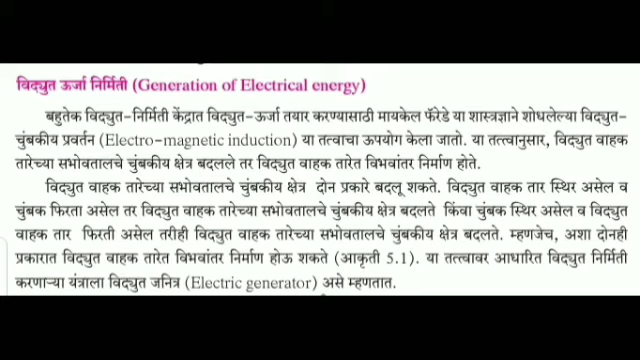 विद्युत ऊर्जा निर्मिती (Generation of Electrical energy)
बहुतेक विद्युत-निर्मिती केंद्रात विद्युत-ऊर्जा तयार करण्यासाठी मायकेल फॅरेडे या शास्त्रज्ञाने शोधलेल्या विद्युत-
चुंबकीय प्रवर्तन (Electro-magnetic induction) या तत्वाचा ऊपयोग केला जातो. या तत्त्वानुसार, विद्युत वाहक
तारेच्या सभोवतालचे चुंबकीय क्षेत्र बदलले तर विद्युत वाहक तारेत विभवांतर निर्माण होते.
विद्युत वाहक तारेच्या सभोवतालचे चुंबकीय क्षेत्र दोन प्रकारे बदलू शकते. विद्युत वाहक तार स्थिर असेल व
चुंबक फिरता असेल तर विद्युत वाहक तारेच्या सभोवतालचे चुंबकीय क्षेत्र बदलते किंवा चुंबक स्थिर असेल व विद्युत
वाहक तार फिरती असेल तरीही विद्युत वाहक तारेच्या सभोवतालचे चुंबकीय क्षेत्र बदलते. म्हणजेच, अशा दोनही
प्रकारात विद्युत वाहक तारेत विभवांतर निर्माण होऊ शकते (आकृती 5.1). या तत्त्वावर आधारित विद्युत निर्मिती
करणाऱ्या यंत्राला विद्युत जनित्र (Electric generator) असे म्हणतात.